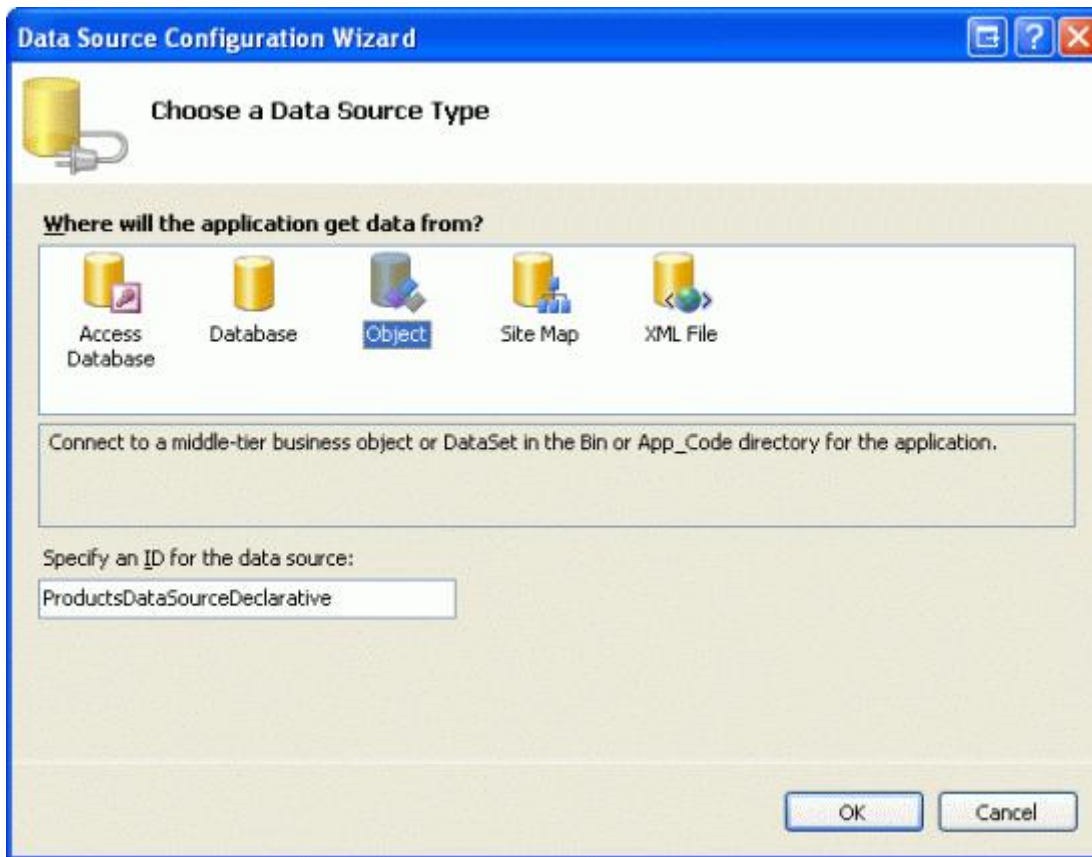 Data Source Configuration Wizard
Choose a Data Source Type
Where will the application get data from?
Access Database
Database
Object
Site Map
XML File
Connect to a middle-tier business object or DataSet in the Bin or App_Code directory for the application.
Specify an ID for the data source:
ProductsDataSourceDeclarative
OK
Cancel